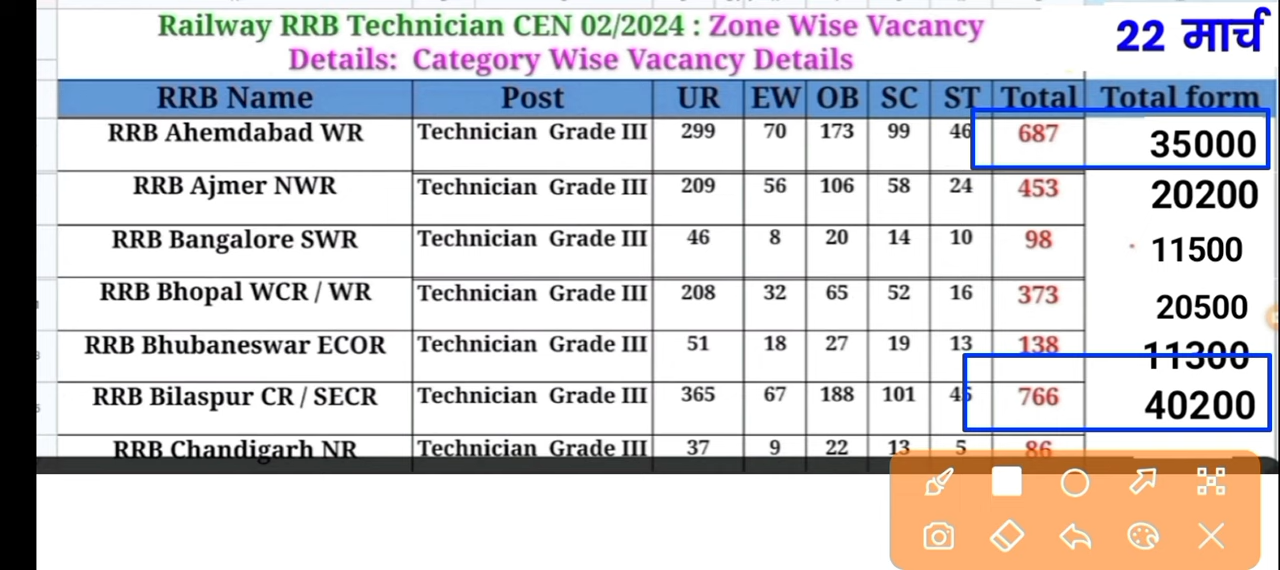 Railway RRB Technician CEN 02/2024 : Zone Wise Vacancy
Details: Category Wise Vacancy Details
22 मार्च
RRB Name Post UR EW OB SC ST Total Total form
RRB Ahemdabad WR Technician Grade III 299 70 173 99 46 687 35000
RRB Ajmer NWR Technician Grade III 209 56 106 58 24 453 20200
RRB Bangalore SWR Technician Grade III 46 8 20 14 10 98 11500
RRB Bhopal WCR / WR Technician Grade III 208 32 65 52 16 373 20500
RRB Bhubaneswar ECOR Technician Grade III 51 18 27 19 13 138 11300
RRB Bilaspur CR / SECR Technician Grade III 365 67 188 101 45 766 40200
RRB Chandigarh NR Technician Grade III 37 9 22 13 5 86